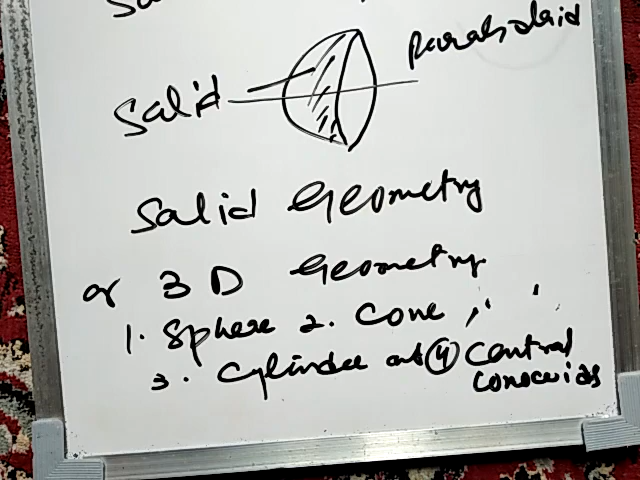 Paraboloid
Solid
Solid Geometry
or 3D Geometry
1. Sphere 2. Cone,
3. Cylinder and (4) Central
Conocoids